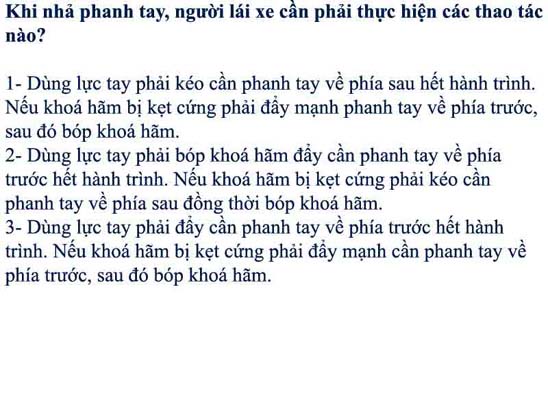 Khi nhả phanh tay, người lái xe cần phải thực hiện các thao tác
nào?
1- Dùng lực tay phải kéo cần phanh tay về phía sau hết hành trình.
Nếu khoá hãm bị kẹt cứng phải đẩy mạnh phanh tay về phía trước,
sau đó bóp khoá hãm.
2- Dùng lực tay phải bóp khoá hãm đẩy cần phanh tay về phía
trước hết hành trình. Nếu khoá hãm bị kẹt cứng phải kéo cần
phanh tay về phía sau đồng thời bóp khoá hãm.
3- Dùng lực tay phải đẩy cần phanh tay về phía trước hết hành
trình. Nếu khoá hãm bị kẹt cứng phải đẩy mạnh cần phanh tay về
phía trước, sau đó bóp khoá hãm.